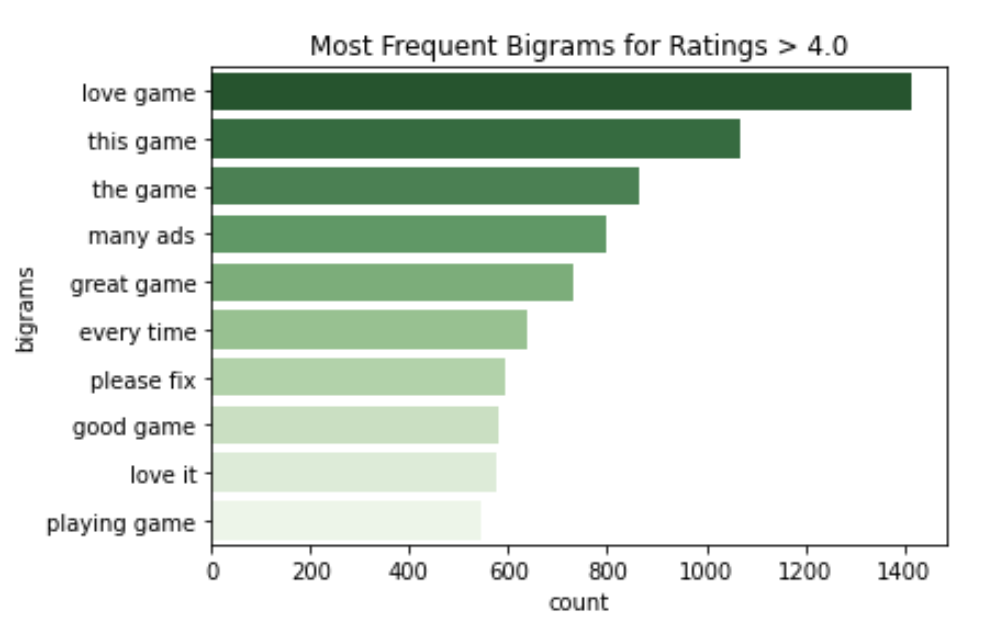 Most Frequent Bigrams for Ratings > 4.0
love game
this game
the game
many ads
great game
every time
please fix
good game
love it
playing game
bigrams
0 200 400 600 800 1000 1200 1400
count